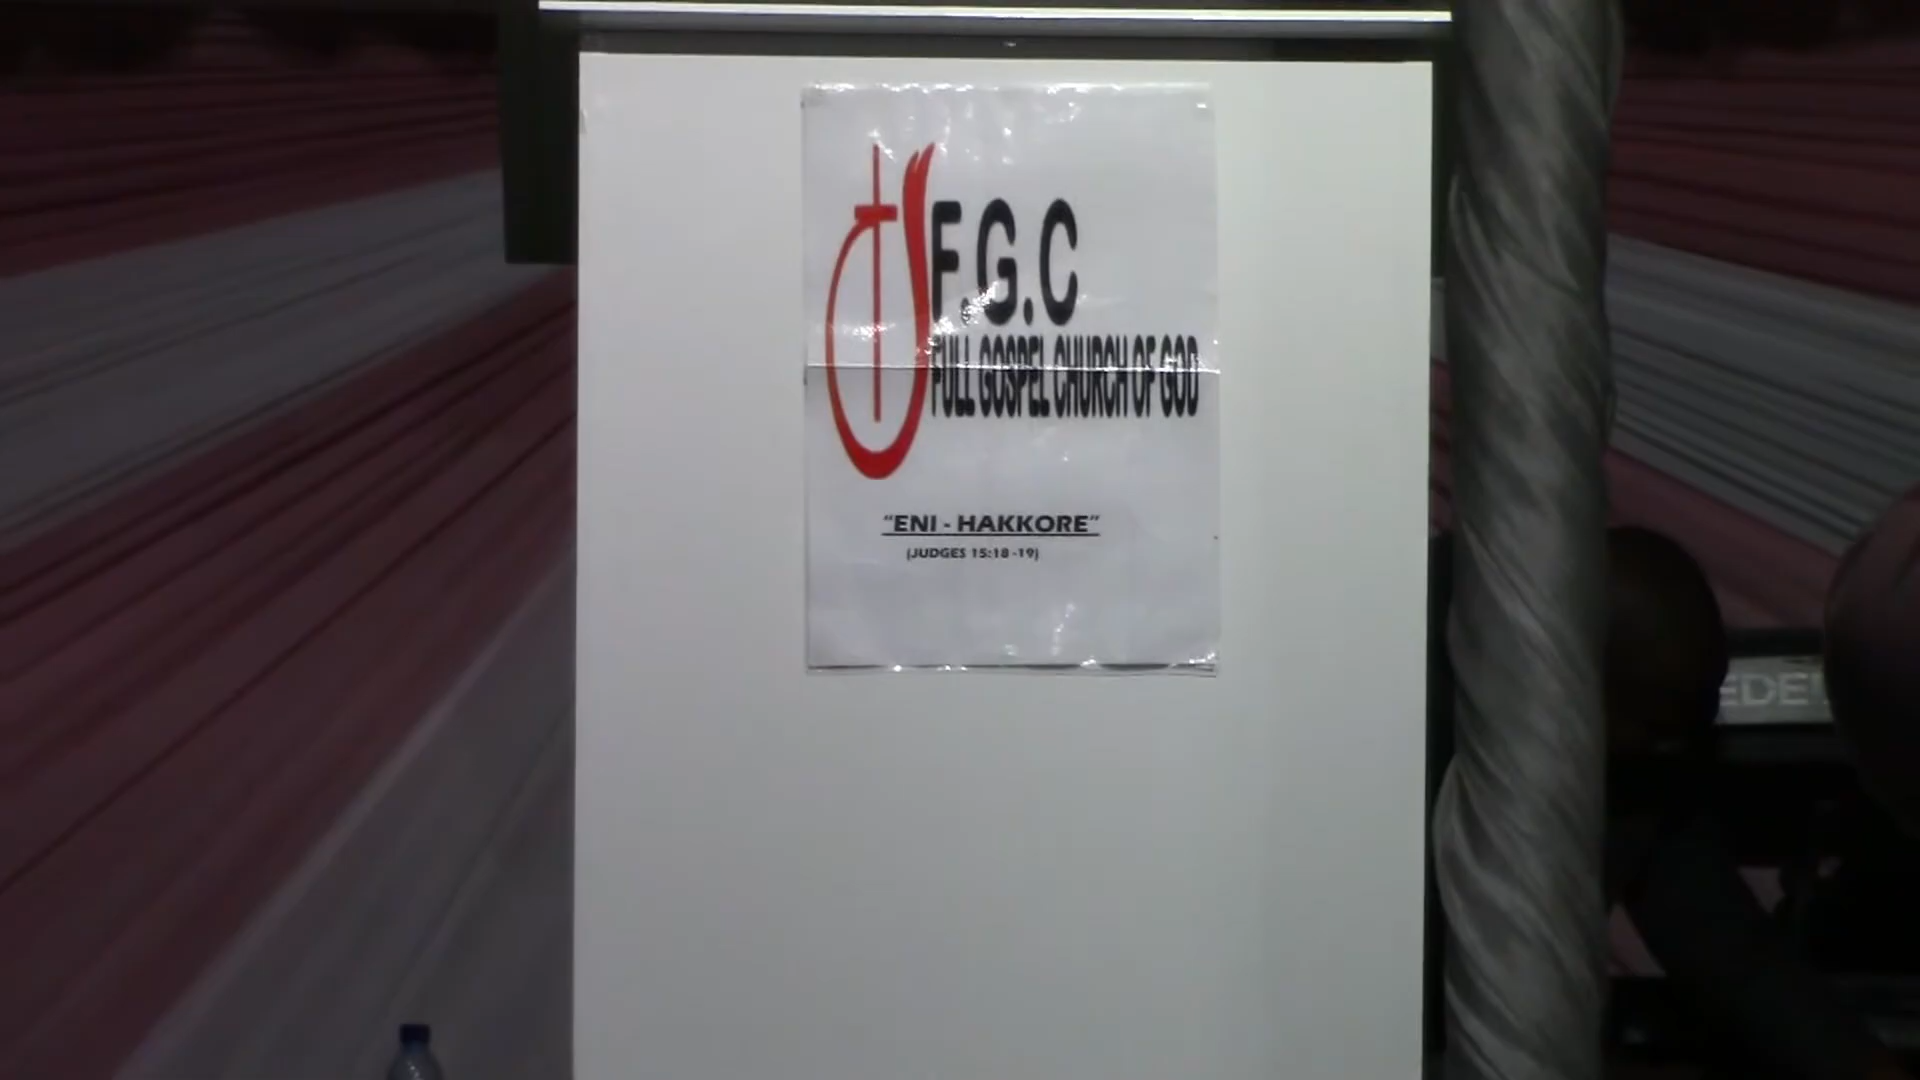 F.G.C
FULL GOSPEL CHURCH OF GOD
"ENI - HAKKORE"
(JUDGES 15:18-19)